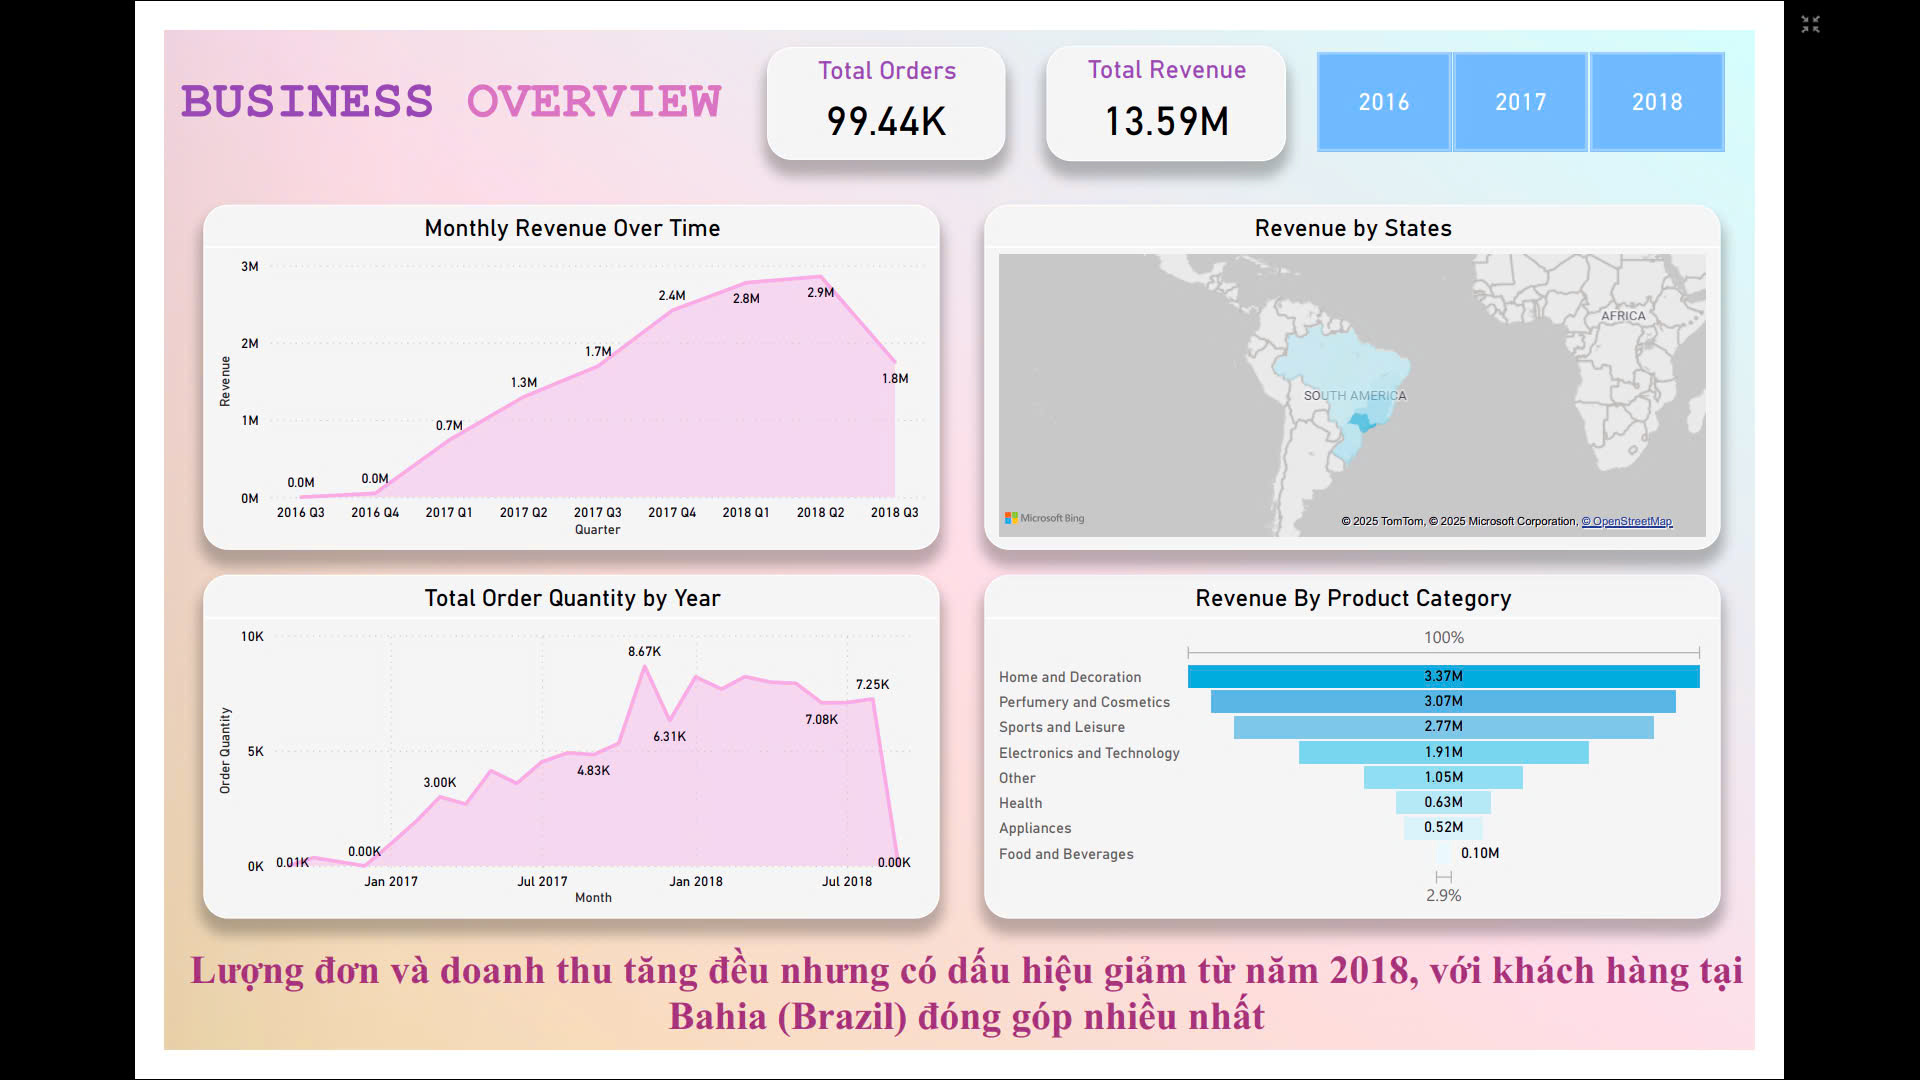 BUSINESS OVERVIEW
Total Orders
99.44K
Total Revenue
13.59M
2016
2017
2018
Monthly Revenue Over Time
3M
2M
1M
0M
Revenue
0.0M
0.0M
0.7M
1.3M
1.7M
2.4M
2.8M
2.9M
1.8M
2016 Q3
2016 Q4
2017 Q1
2017 Q2
2017 Q3
2017 Q4
2018 Q1
2018 Q2
2018 Q3
Quarter
Revenue by States
AFRICA
SOUTH AMERICA
Microsoft Bing
© 2025 TomTom, © 2025 Microsoft Corporation, © OpenStreetMap
Total Order Quantity by Year
10K
5K
0K
Order Quantity
0.01K
0.00K
3.00K
4.83K
8.67K
6.31K
7.08K
7.25K
0.00K
Jan 2017
Jul 2017
Jan 2018
Jul 2018
Month
Revenue By Product Category
100%
Home and Decoration 3.37M
Perfumery and Cosmetics 3.07M
Sports and Leisure 2.77M
Electronics and Technology 1.91M
Other 1.05M
Health 0.63M
Appliances 0.52M
Food and Beverages 0.10M
2.9%
Lượng đơn và doanh thu tăng đều nhưng có dấu hiệu giảm từ năm 2018, với khách hàng tại
Bahia (Brazil) đóng góp nhiều nhất